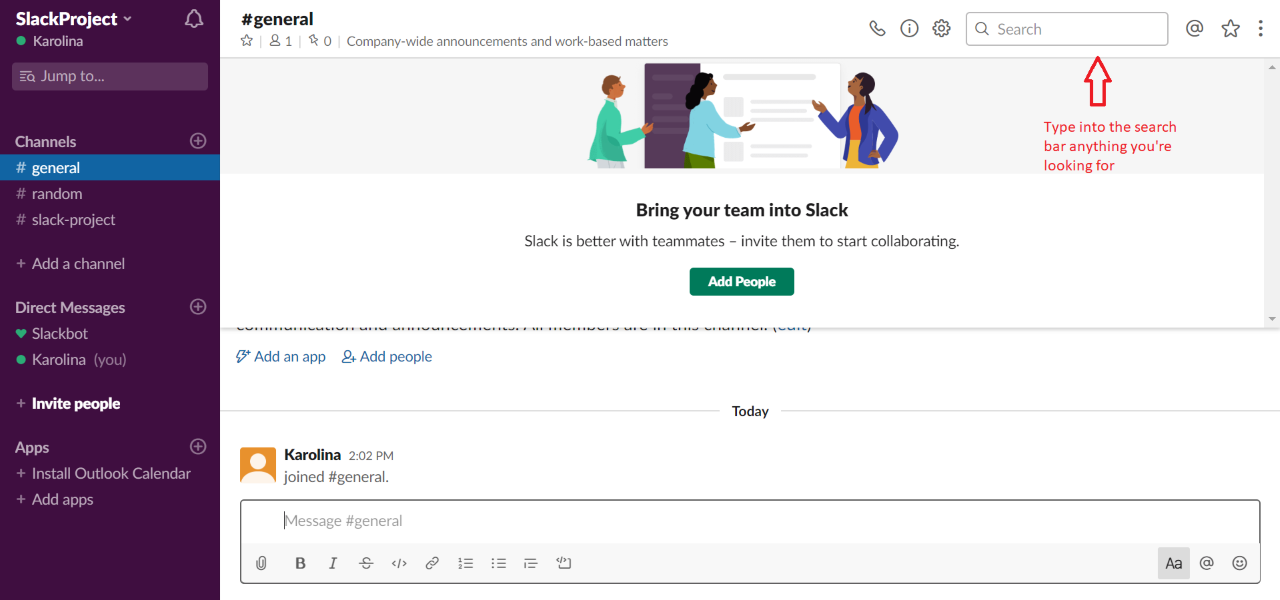 SlackProject
Karolina
Jump to...
Channels
# general
# random
# slack-project
+ Add a channel
Direct Messages
Slackbot
Karolina (you)
+ Invite people
Apps
+ Install Outlook Calendar
+ Add apps
#general
1 | 0 | Company-wide announcements and work-based matters
Search
Type into the search
bar anything you're
looking for
Bring your team into Slack
Slack is better with teammates – invite them to start collaborating.
Add People
communication and announcements. All members are in this channel. (edit)
Add an app Add people
Today
Karolina 2:02 PM
joined #general.
Message #general
B I S </> Aa @